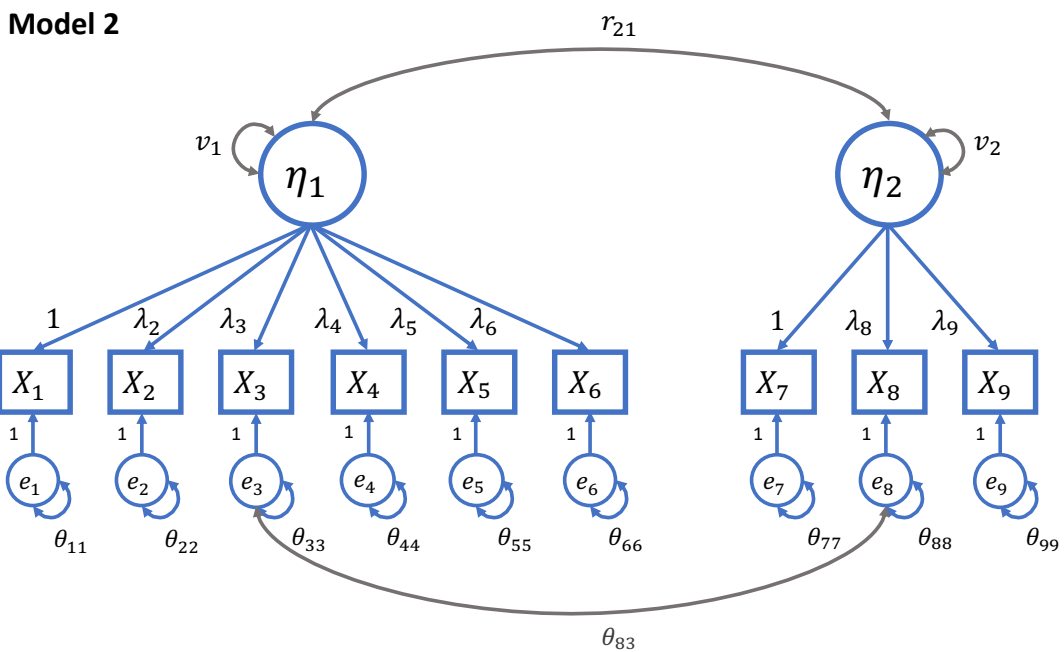 Model 2
r₂₁
v₁
v₂
η₁
η₂
1 λ₂ λ₃ λ₄ λ₅ λ₆ 1 λ₈ λ₉
X₁ X₂ X₃ X₄ X₅ X₆ X₇ X₈ X₉
1 1 1 1 1 1 1 1 1
e₁ e₂ e₃ e₄ e₅ e₆ e₇ e₈ e₉
θ₁₁ θ₂₂ θ₃₃ θ₄₄ θ₅₅ θ₆₆ θ₇₇ θ₈₈ θ₉₉
θ₈₃